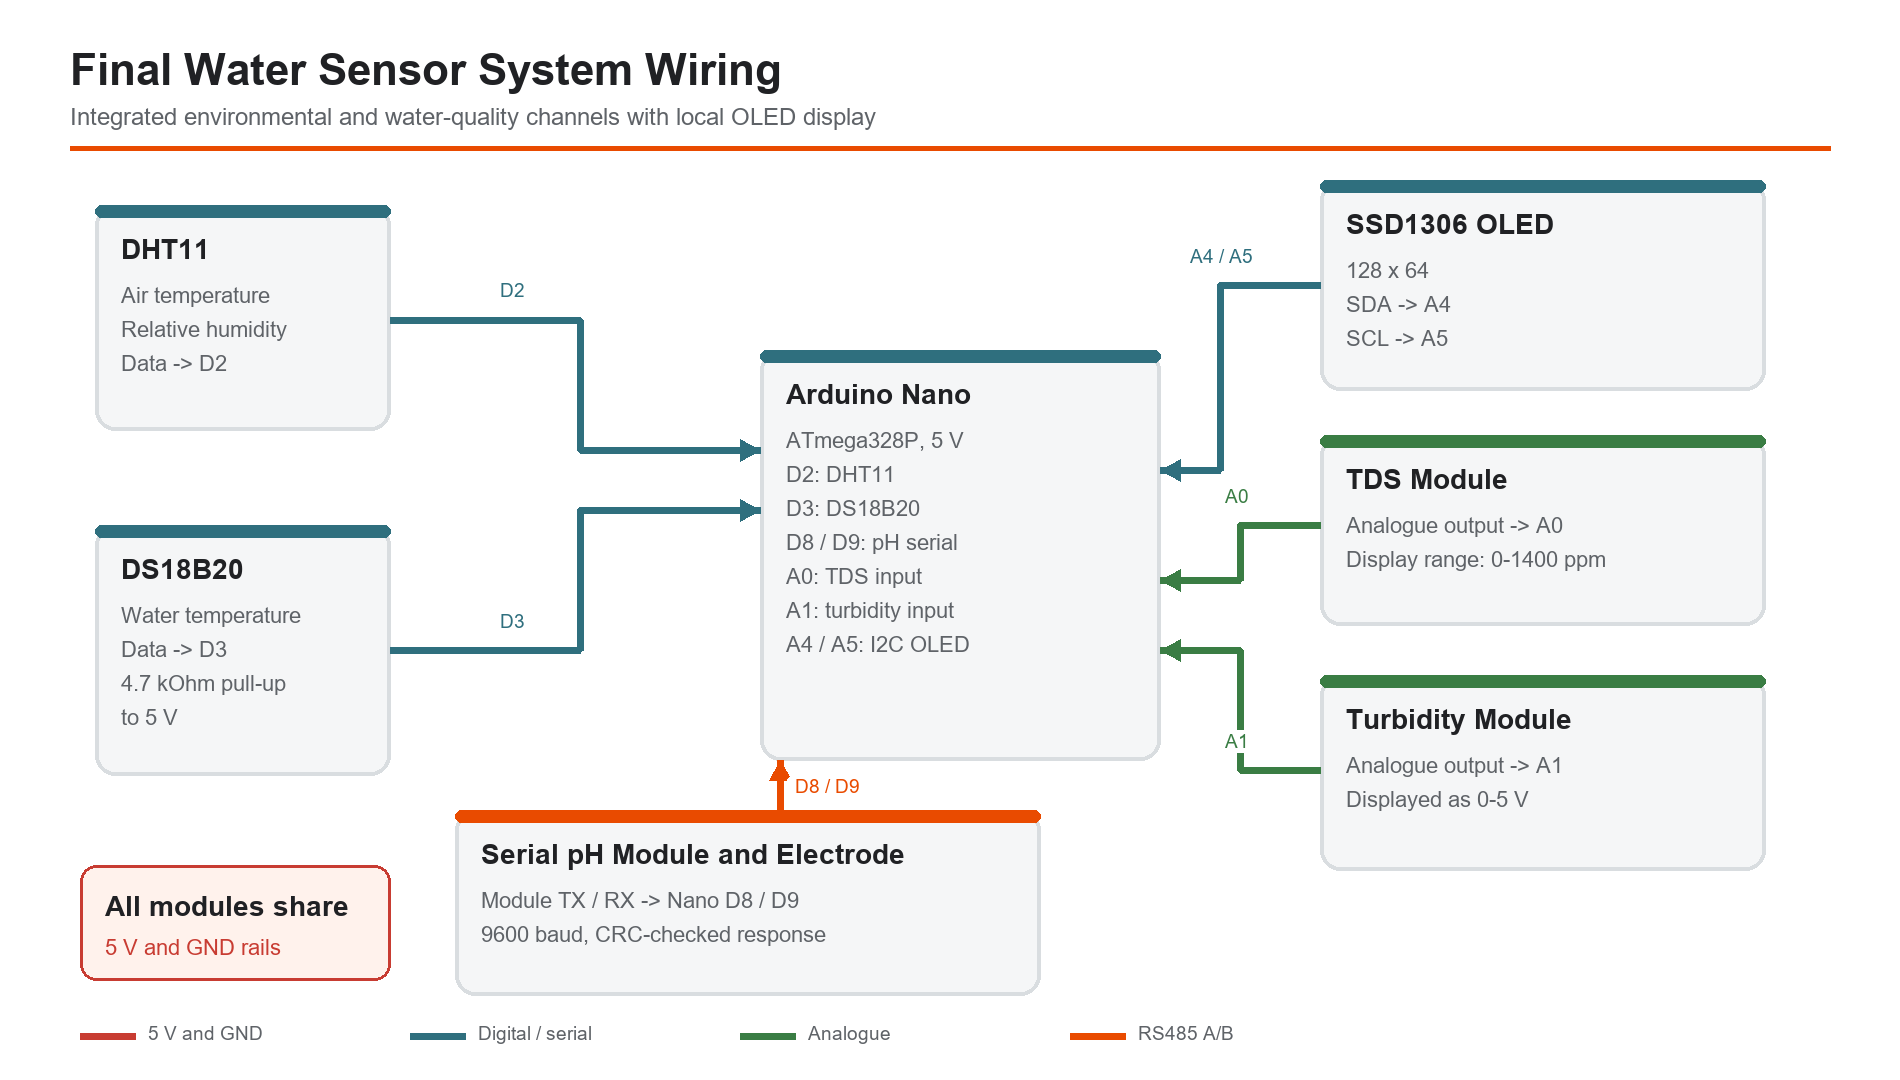 Final Water Sensor System Wiring
Integrated environmental and water-quality channels with local OLED display
DHT11
Air temperature
Relative humidity
Data -> D2
D2
DS18B20
Water temperature
Data -> D3
4.7 kOhm pull-up
to 5 V
D3
Arduino Nano
ATmega328P, 5 V
D2: DHT11
D3: DS18B20
D8 / D9: pH serial
A0: TDS input
A1: turbidity input
A4 / A5: I2C OLED
A4 / A5
SSD1306 OLED
128 x 64
SDA -> A4
SCL -> A5
A0
TDS Module
Analogue output -> A0
Display range: 0-1400 ppm
A1
Turbidity Module
Analogue output -> A1
Displayed as 0-5 V
D8 / D9
Serial pH Module and Electrode
Module TX / RX -> Nano D8 / D9
9600 baud, CRC-checked response
All modules share
5 V and GND rails
5 V and GND
Digital / serial
Analogue
RS485 A/B